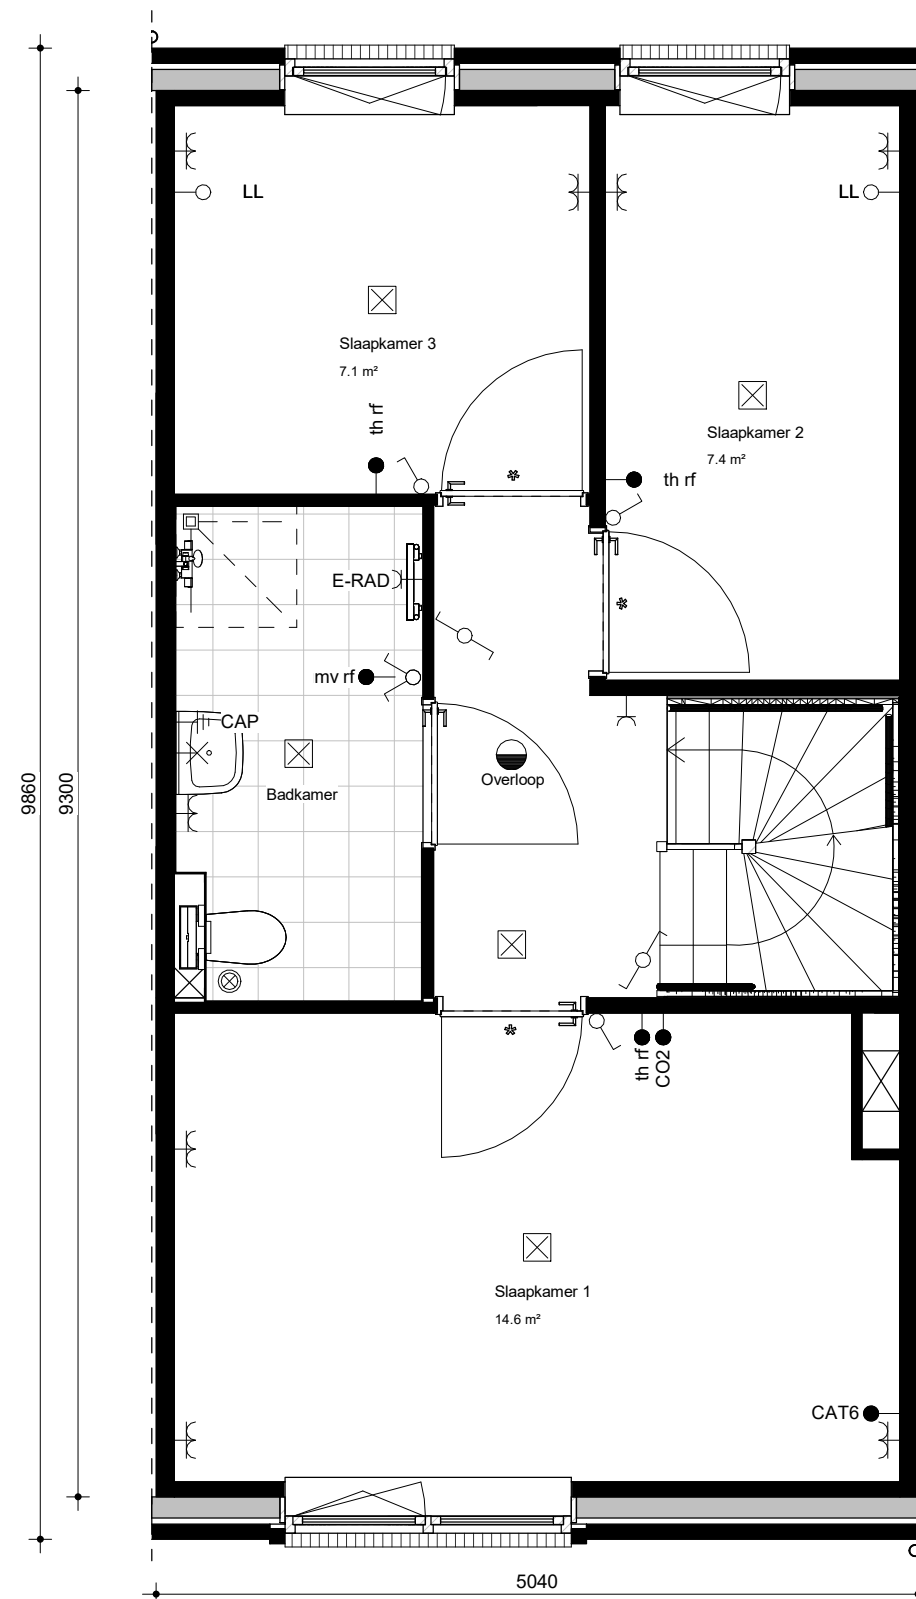 LL
LL
Slaapkamer 3
7.1 m²
th rf
Slaapkamer 2
7.4 m²
th rf
*
*
E-RAD
mv rf
CAP
Badkamer
Overloop
9860
9300
*
th rf
CO2
Slaapkamer 1
14.6 m²
CAT6
5040